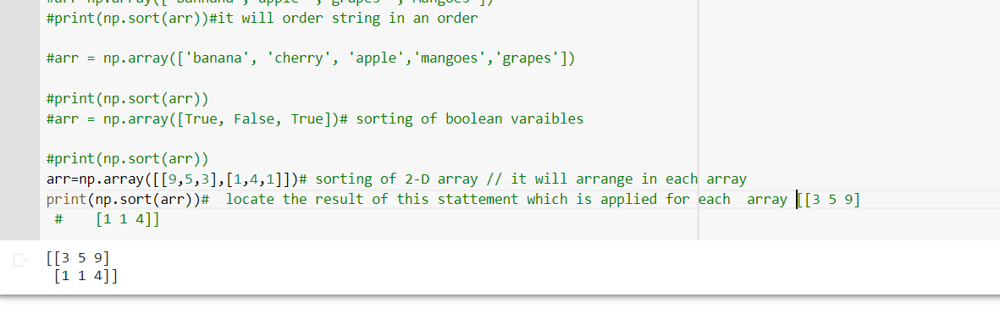 #print(np.sort(arr))#it will order string in an order
#arr = np.array(['banana', 'cherry', 'apple','mangoes','grapes'])
#print(np.sort(arr))
#arr = np.array([True, False, True])# sorting of boolean varaibles
#print(np.sort(arr))
arr=np.array([[9,5,3],[1,4,1]])# sorting of 2-D array // it will arrange in each array
print(np.sort(arr))#  locate the result of this stattement which is applied for each  array [[3 5 9]
#    [1 1 4]]
[[3 5 9]
[1 1 4]]